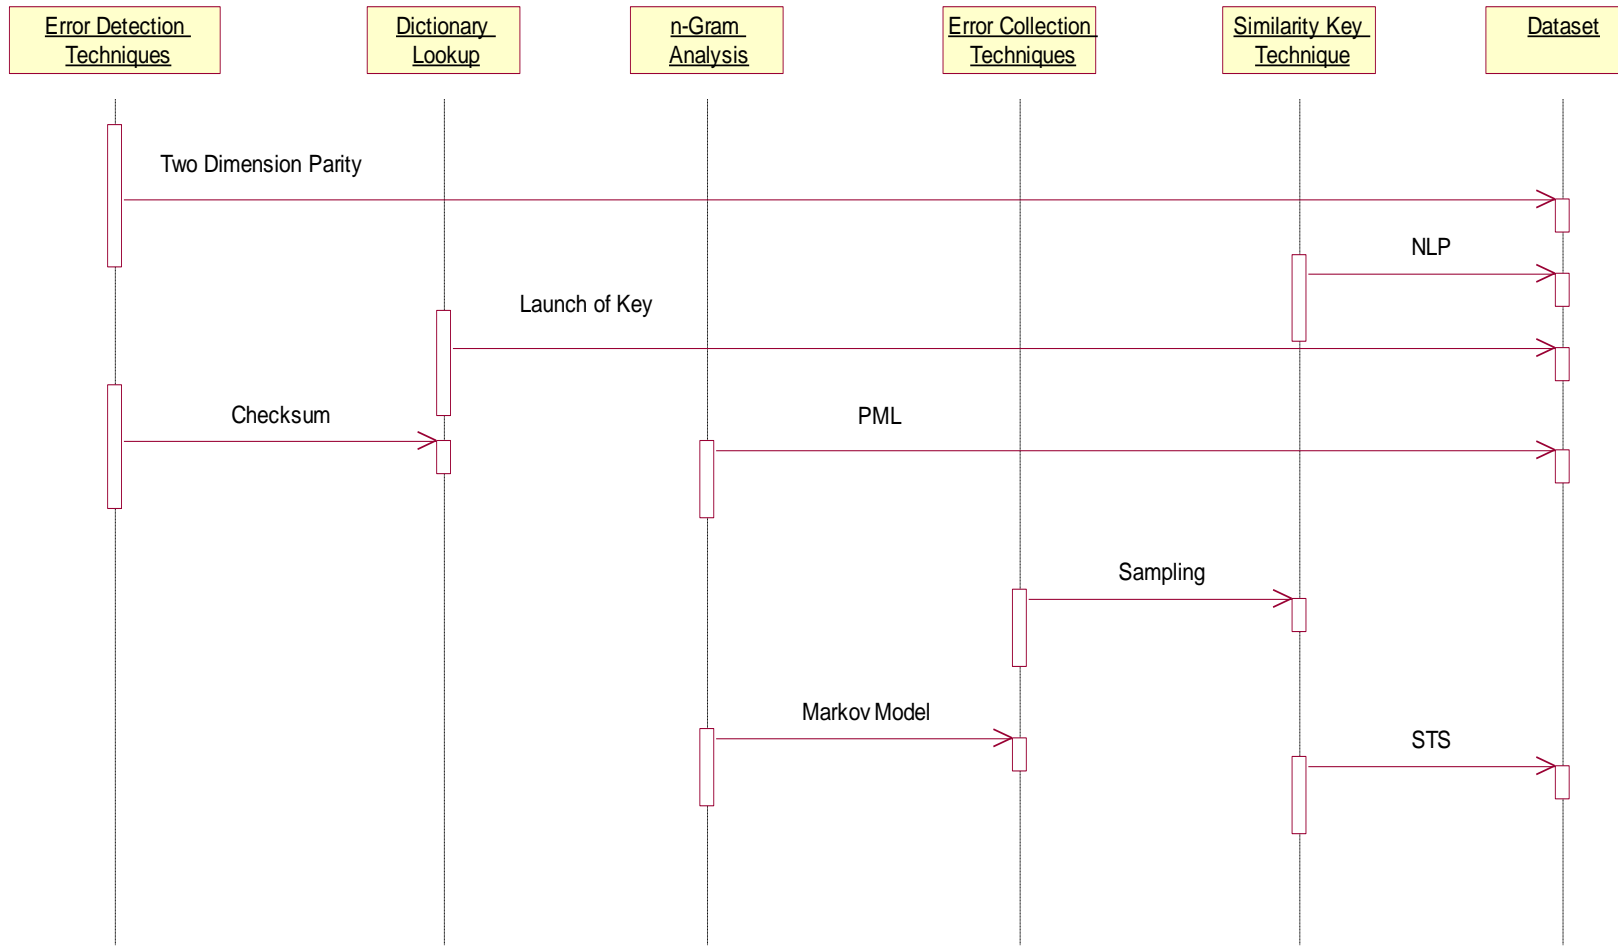 Error Detection
Techniques
Dictionary
Lookup
n-Gram
Analysis
Error Collection
Techniques
Similarity Key
Technique
Dataset
Two Dimension Parity
NLP
Launch of Key
Checksum
PML
Sampling
Markov Model
STS